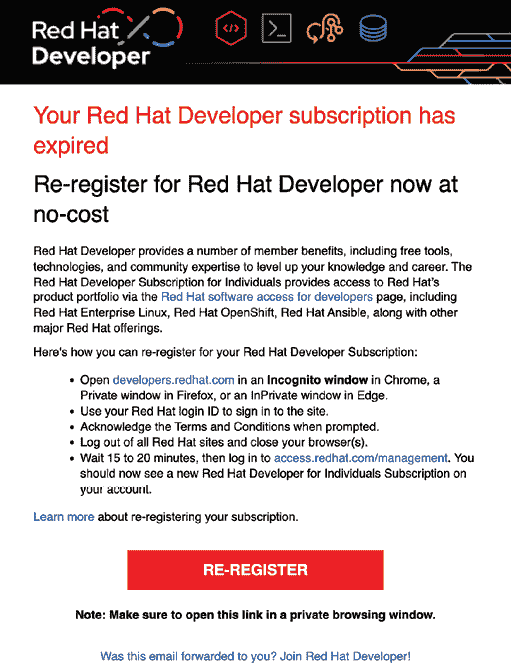 Red Hat
Developer
Your Red Hat Developer subscription has
expired
Re-register for Red Hat Developer now at
no-cost
Red Hat Developer provides a number of member benefits, including free tools,
technologies, and community expertise to level up your knowledge and career. The
Red Hat Developer Subscription for Individuals provides access to Red Hat's
product portfolio via the Red Hat software access for developers page, including
Red Hat Enterprise Linux, Red Hat OpenShift, Red Hat Ansible, along with other
major Red Hat offerings.
Here's how you can re-register for your Red Hat Developer Subscription:
• Open developers.redhat.com in an Incognito window in Chrome, a
Private window in Firefox, or an InPrivate window in Edge.
• Use your Red Hat login ID to sign in to the site.
• Acknowledge the Terms and Conditions when prompted.
• Log out of all Red Hat sites and close your browser(s).
• Wait 15 to 20 minutes, then log in to access.redhat.com/management. You
should now see a new Red Hat Developer for Individuals Subscription on
your account.
Learn more about re-registering your subscription.
RE-REGISTER
Note: Make sure to open this link in a private browsing window.
Was this email forwarded to you? Join Red Hat Developer!